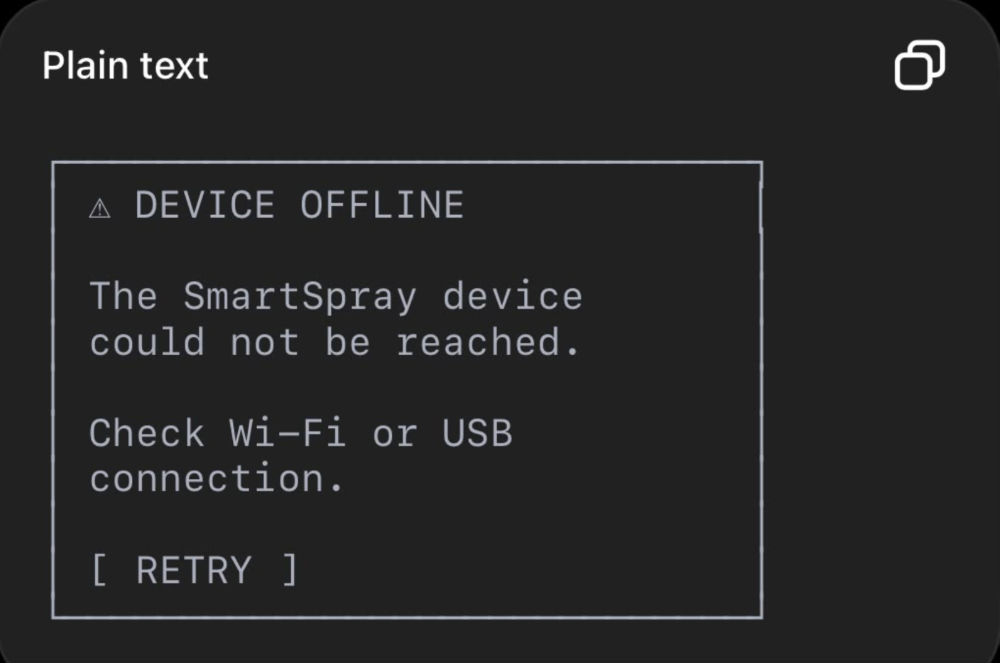 Plain text
⚠ DEVICE OFFLINE
The SmartSpray device
could not be reached.
Check Wi-Fi or USB
connection.
[ RETRY ]